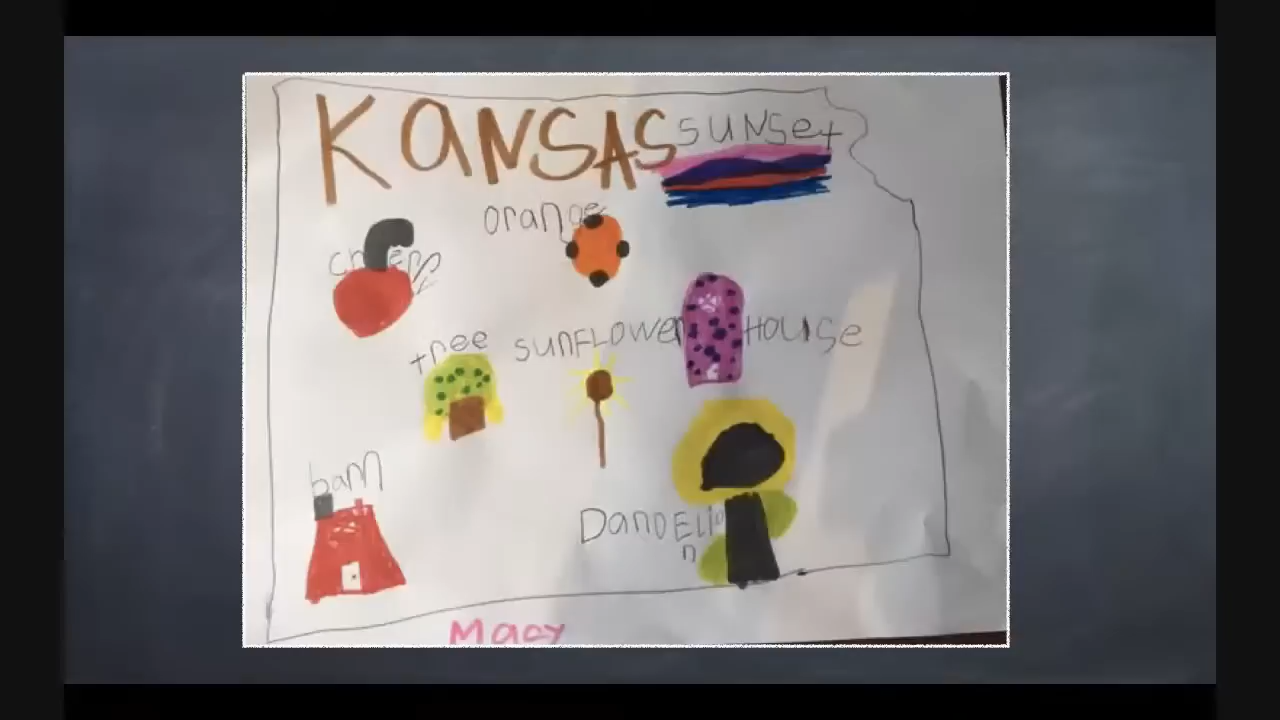 KaNSAS
SUNSet
orange
cherry
tree
SUNFLOWER
HOUSe
barn
DanDELIo
n
Macy